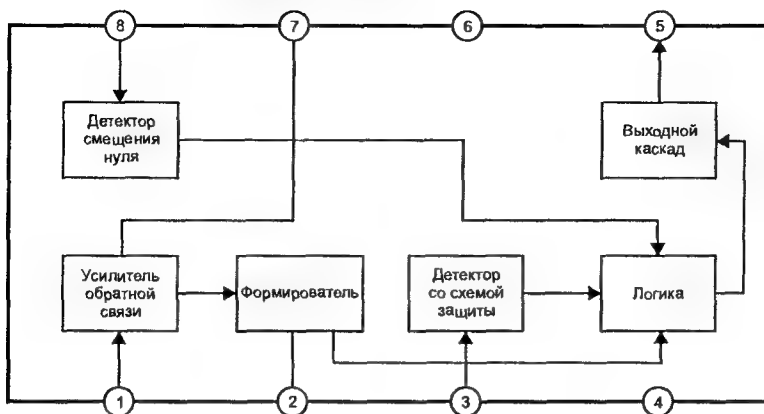 8 7 6 5
Детектор
смещения
нуля
Выходной
каскад
Усилитель
обратной
связи
Формирователь
Детектор
со схемой
защиты
Логика
1 2 3 4